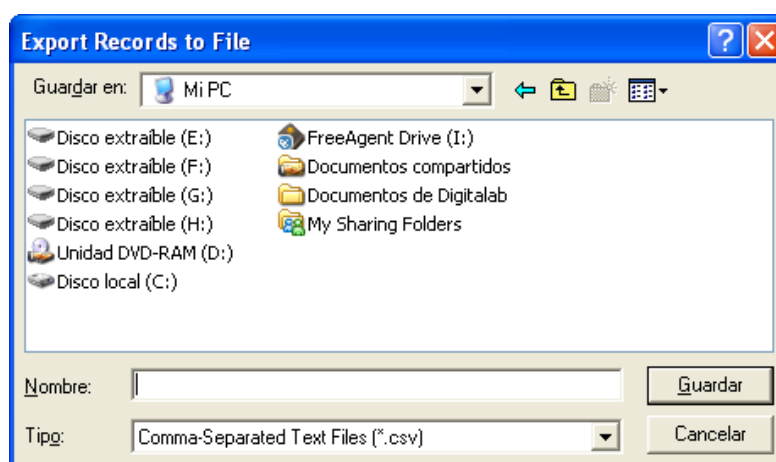 Export Records to File
Guardar en: Mi PC
Disco extraíble (E:)
Disco extraíble (F:)
Disco extraíble (G:)
Disco extraíble (H:)
Unidad DVD-RAM (D:)
Disco local (C:)
FreeAgent Drive (I:)
Documentos compartidos
Documentos de Digitalab
My Sharing Folders
Nombre:
Guardar
Tipo: Comma-Separated Text Files (*.csv)
Cancelar